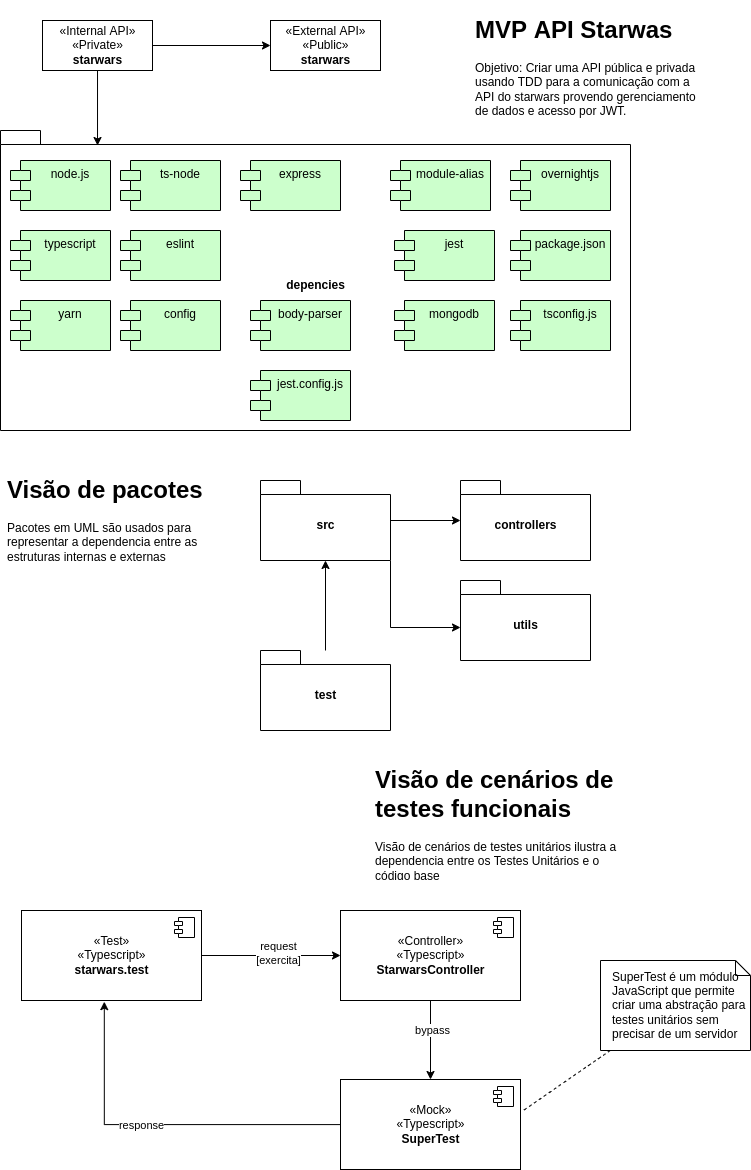 «Internal API»
«Private»
starwars
«External API»
«Public»
starwars
MVP API Starwas
Objetivo: Criar uma API pública e privada
usando TDD para a comunicação com a
API do starwars provendo gerenciamento
de dados e acesso por JWT.
node.js
ts-node
express
module-alias
overnightjs
typescript
eslint
jest
package.json
depencies
yarn
config
body-parser
mongodb
tsconfig.js
jest.config.js
Visão de pacotes
Pacotes em UML são usados para
representar a dependencia entre as
estruturas internas e externas
src
controllers
utils
test
Visão de cenários de
testes funcionais
Visão de cenários de testes unitários ilustra a
dependencia entre os Testes Unitários e o
código base
«Test»
«Typescript»
starwars.test
request
[exercita]
«Controller»
«Typescript»
StarwarsController
SuperTest é um módulo
JavaScript que permite
criar uma abstração para
testes unitários sem
precisar de um servidor
bypass
«Mock»
«Typescript»
SuperTest
response